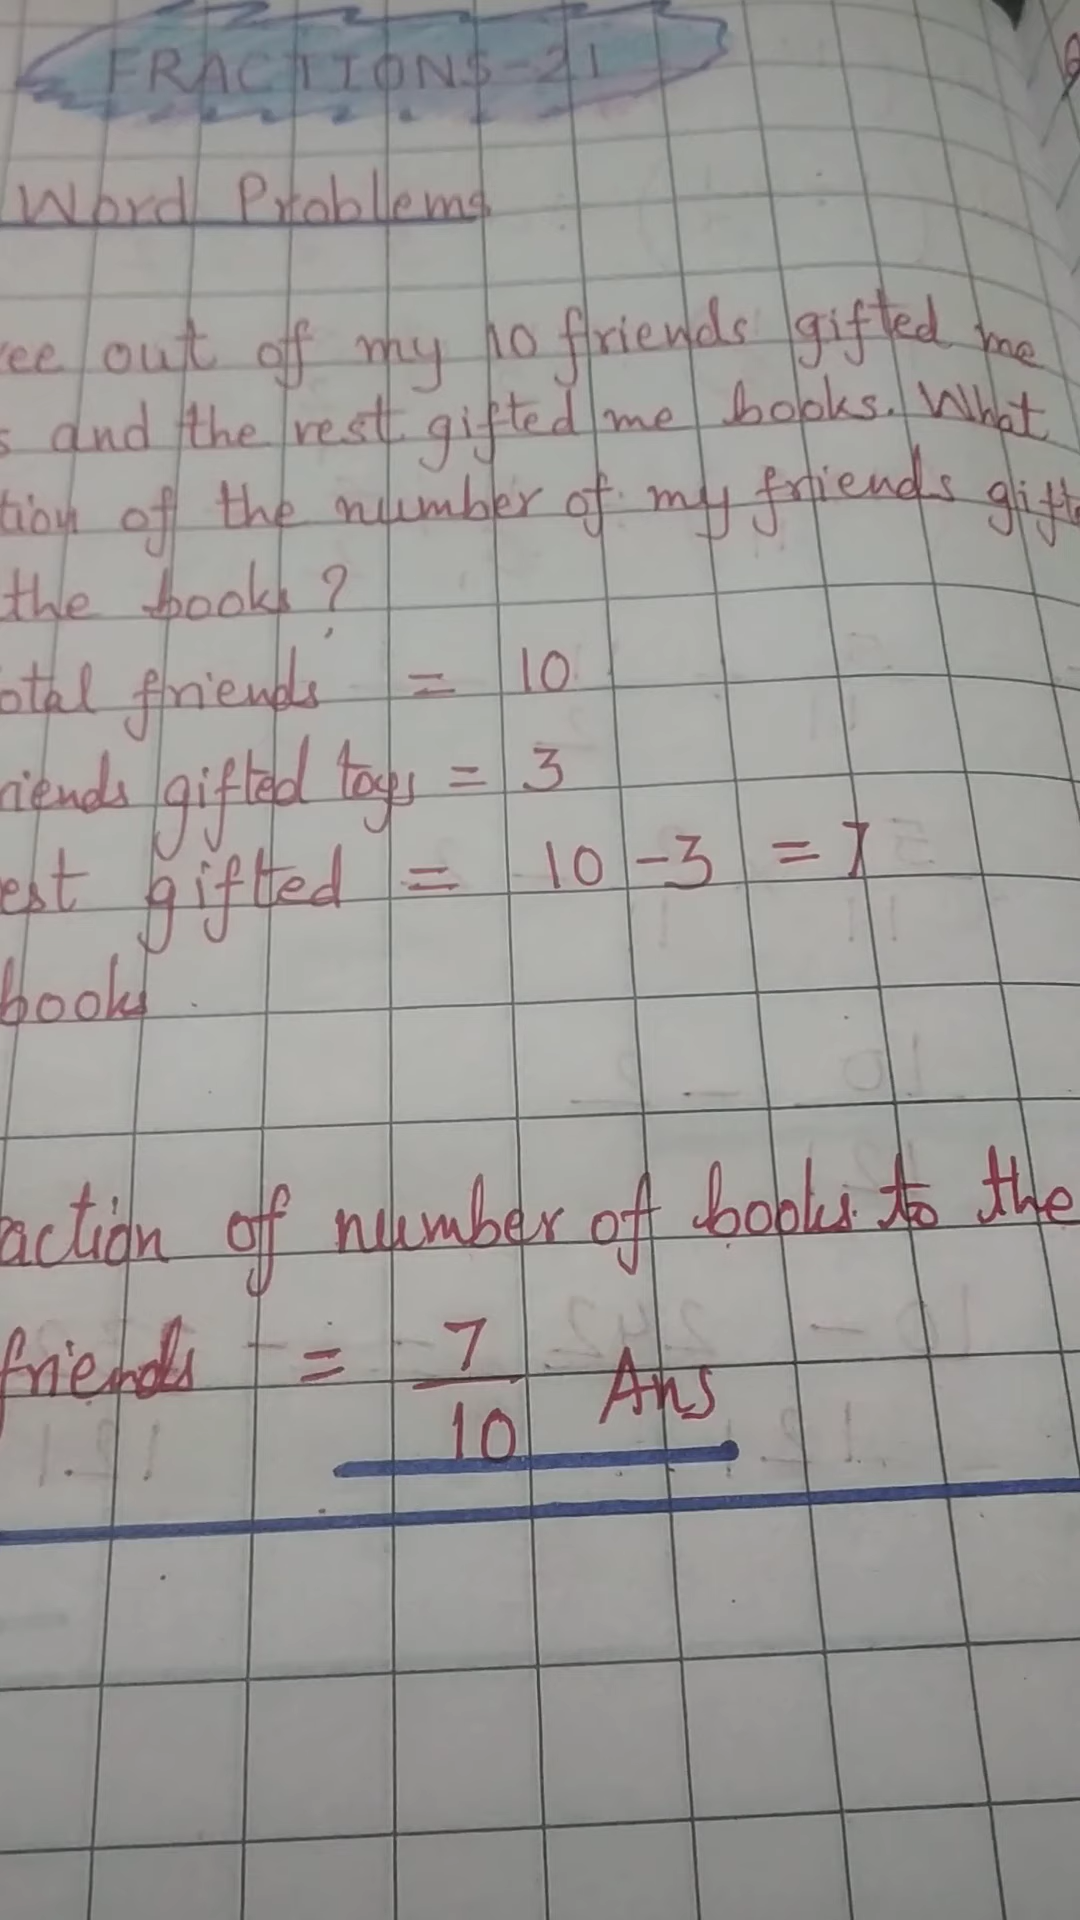 FRACTIONS-21
Word Problems
ee out off my 10 friends gifted me
s and the rest gifted me books. What
tion of the number of my friends gift
the books?
otal friends = 10
riends gifted toys = 3
est gifted = 10 - 3 = 7
books
action of number of books to the
friends = 7/10 Ans